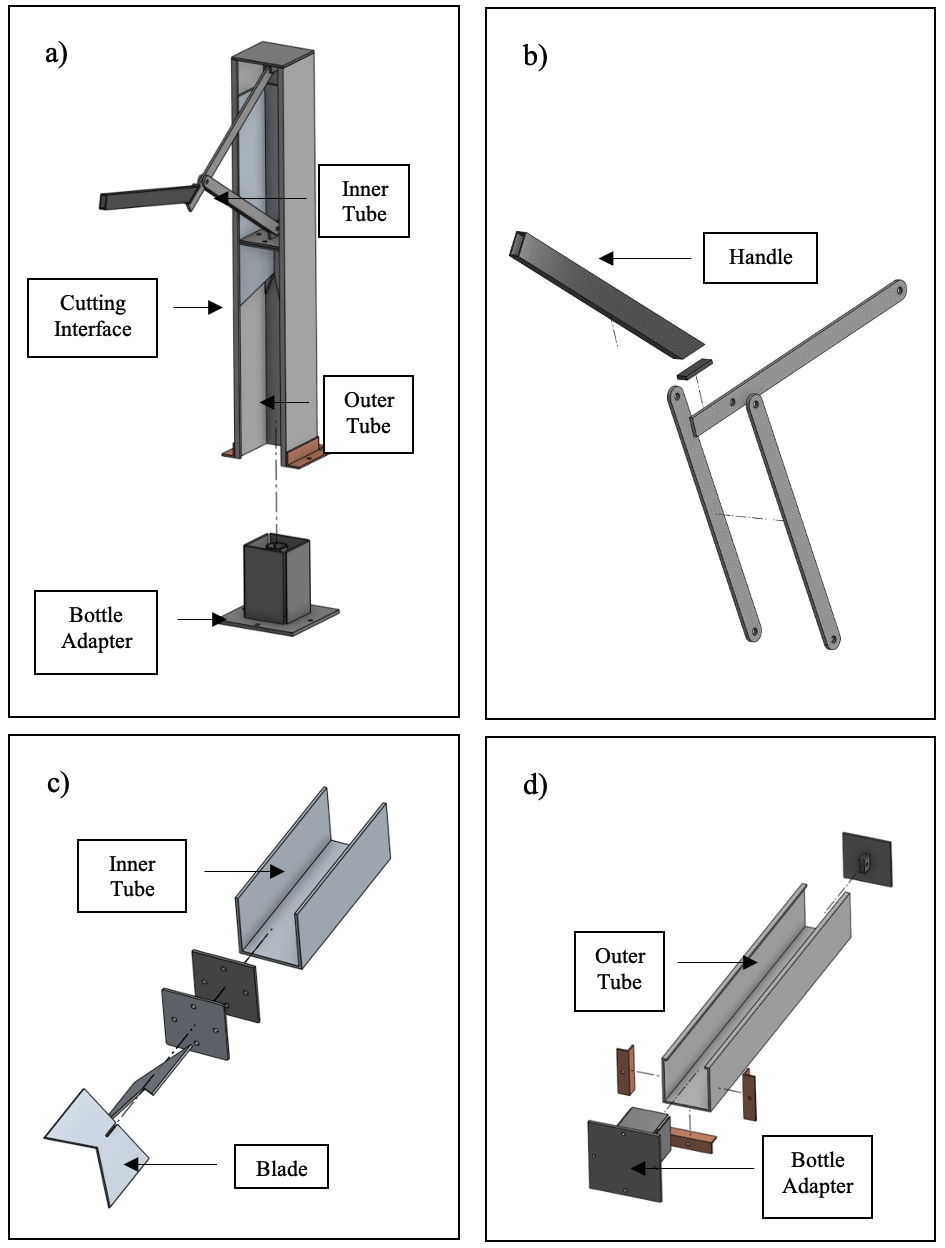 a)
Inner
Tube
Cutting
Interface
Outer
Tube
Bottle
Adapter
b)
Handle
c)
Inner
Tube
Blade
d)
Outer
Tube
Bottle
Adapter